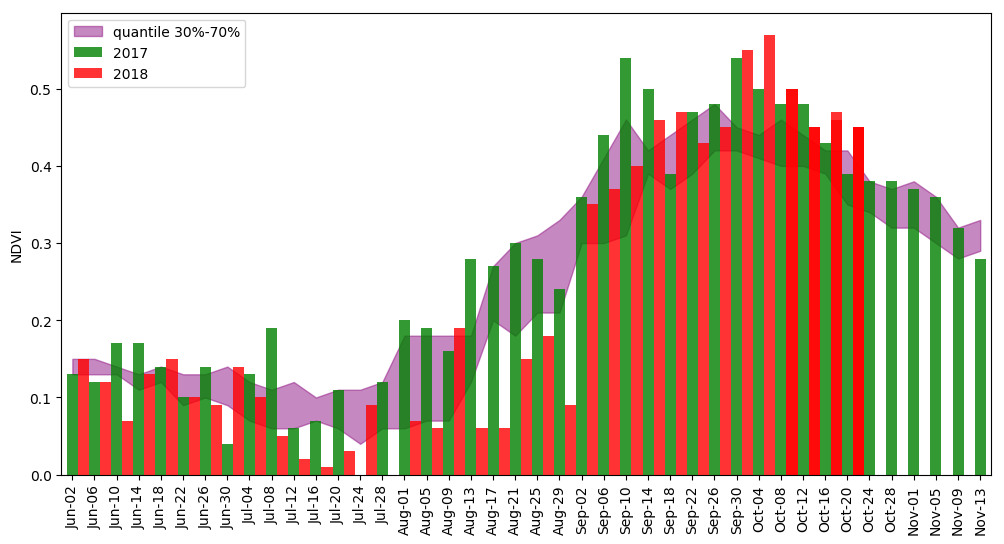 quantile 30%-70%
2017
2018
NDVI
0.5
0.4
0.3
0.2
0.1
0.0
Jun-02
Jun-06
Jun-10
Jun-14
Jun-18
Jun-22
Jun-26
Jun-30
Jul-04
Jul-08
Jul-12
Jul-16
Jul-20
Jul-24
Jul-28
Aug-01
Aug-05
Aug-09
Aug-13
Aug-17
Aug-21
Aug-25
Aug-29
Sep-02
Sep-06
Sep-10
Sep-14
Sep-18
Sep-22
Sep-26
Sep-30
Oct-04
Oct-08
Oct-12
Oct-16
Oct-20
Oct-24
Oct-28
Nov-01
Nov-05
Nov-09
Nov-13